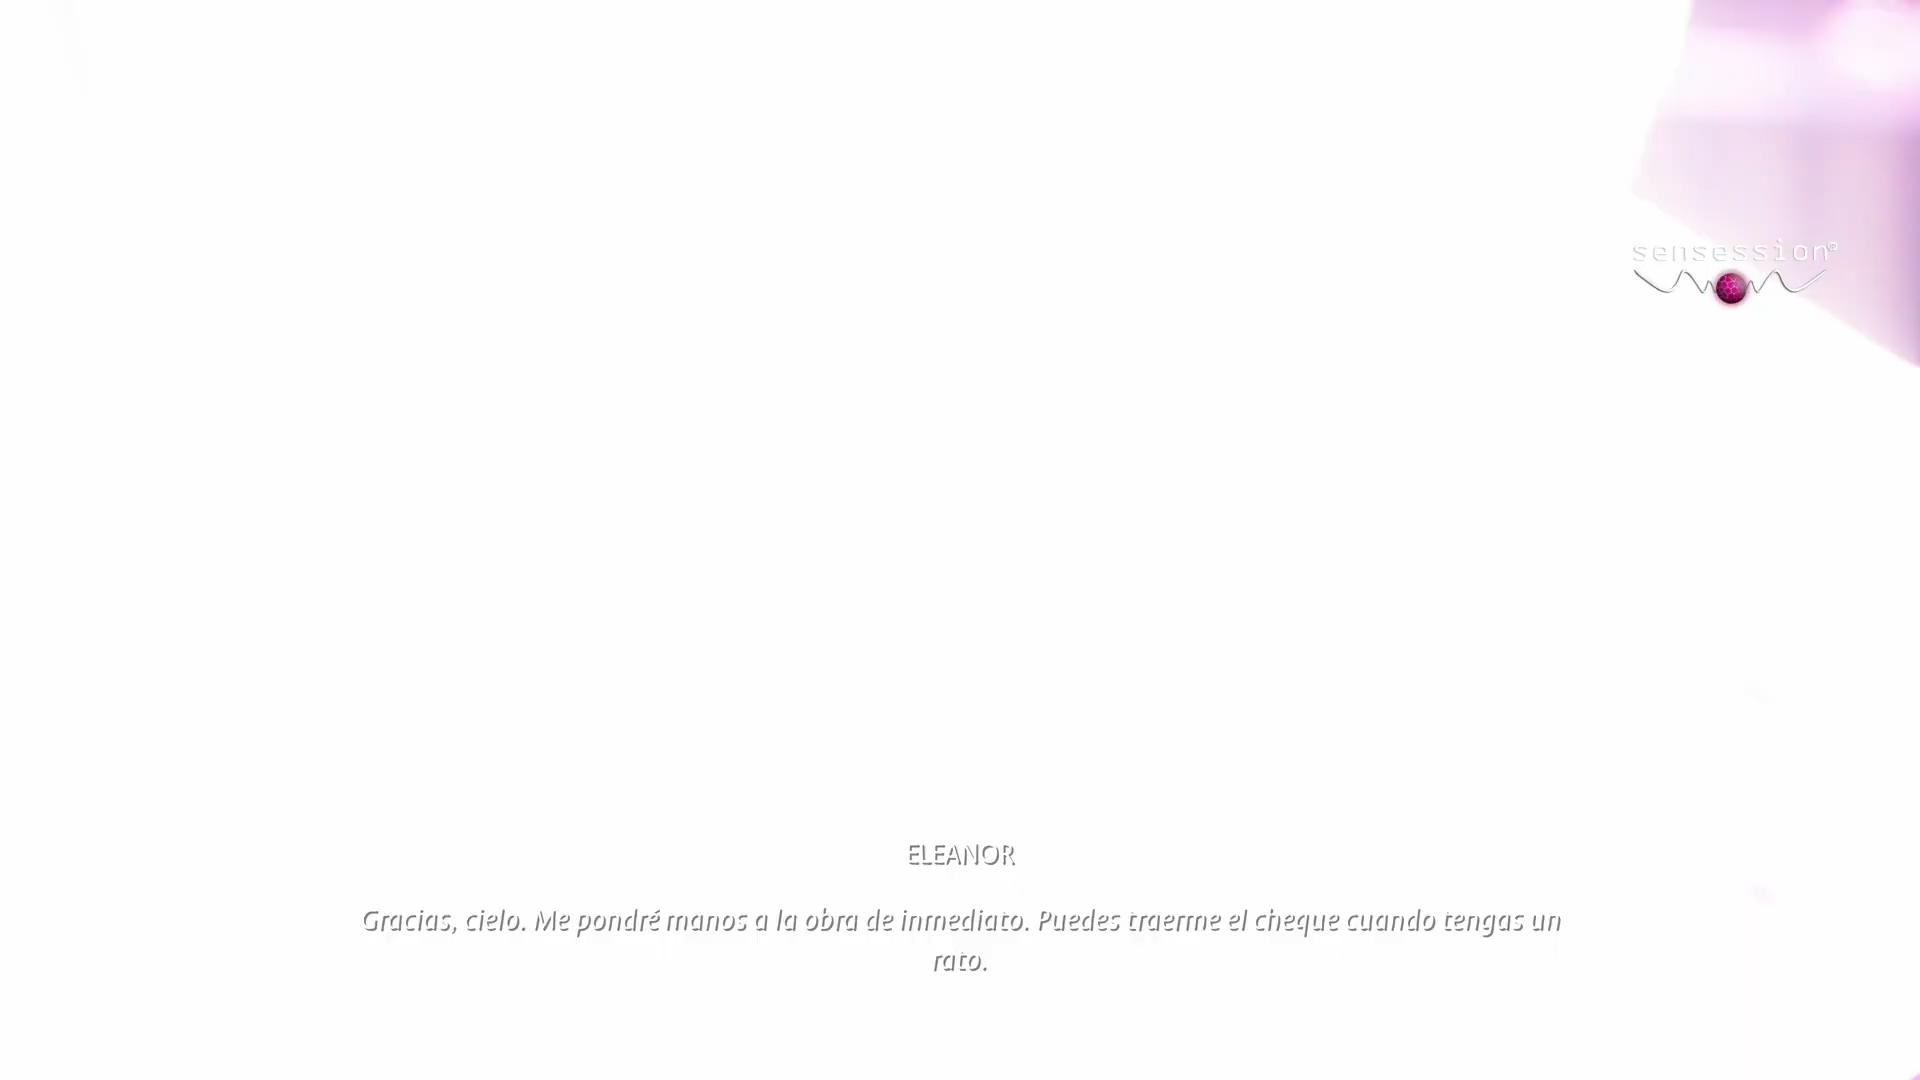 sensession®
ELEANOR
Gracias, cielo. Me pondré manos a la obra de inmediato. Puedes traerme el cheque cuando tengas un
rato.